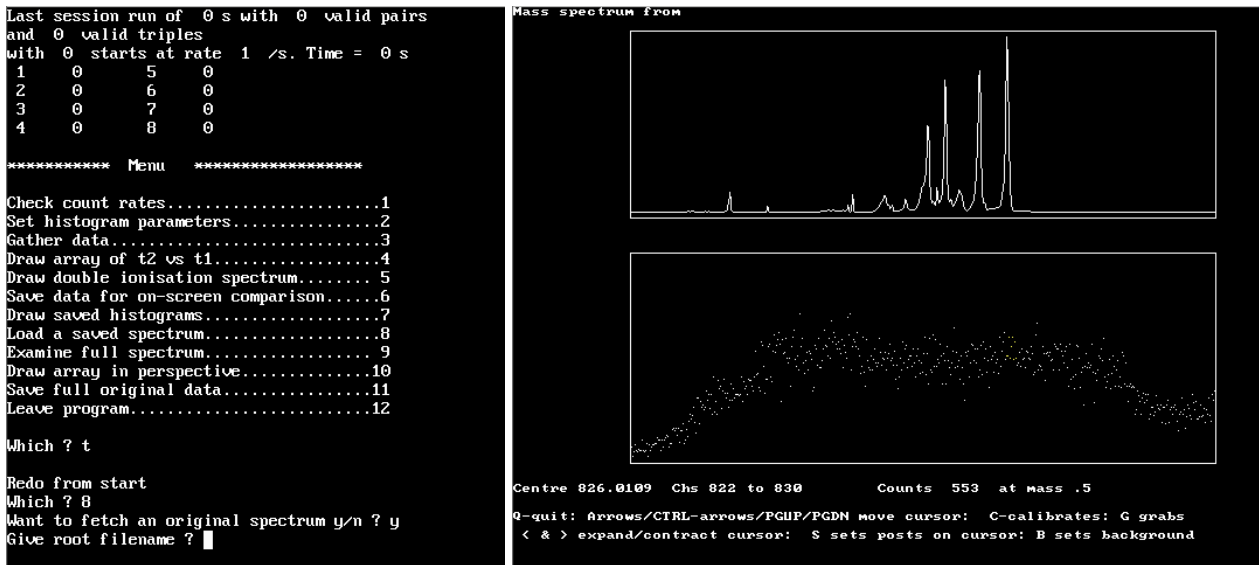 Last session run of 0 s with 0 valid pairs
and 0 valid triples
with 0 starts at rate 1 /s. Time = 0 s
1 0 5 0
2 0 6 0
3 0 7 0
4 0 8 0
*********** Menu ******************
Check count rates.......................1
Set histogram parameters................2
Gather data.............................3
Draw array of t2 vs t1..................4
Draw double ionisation spectrum........ 5
Save data for on-screen comparison......6
Draw saved histograms...................7
Load a saved spectrum...................8
Examine full spectrum.................. 9
Draw array in perspective..............10
Save full original data................11
Leave program..........................12
Which ? t
Redo from start
Which ? 8
Want to fetch an original spectrum y/n ? y
Give root filename ?
Mass spectrum from
Centre 826.0109 Chs 822 to 830 Counts 553 at mass .5
Q-quit: Arrows/CTRL-arrows/PGUP/PGDN move cursor: C-calibrates: G grabs
< & > expand/contract cursor: S sets posts on cursor: B sets background